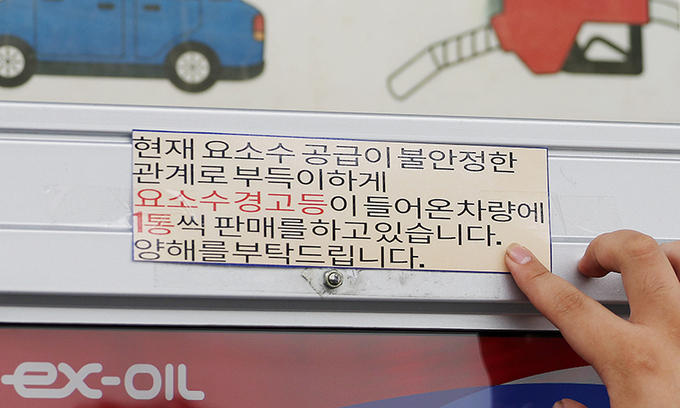 현재 요소수 공급이 불안정한
관계로 부득이하게
요소수경고등이 들어온차량에
1통씩 판매를하고있습니다.
양해를부탁드립니다.
ex-OIL